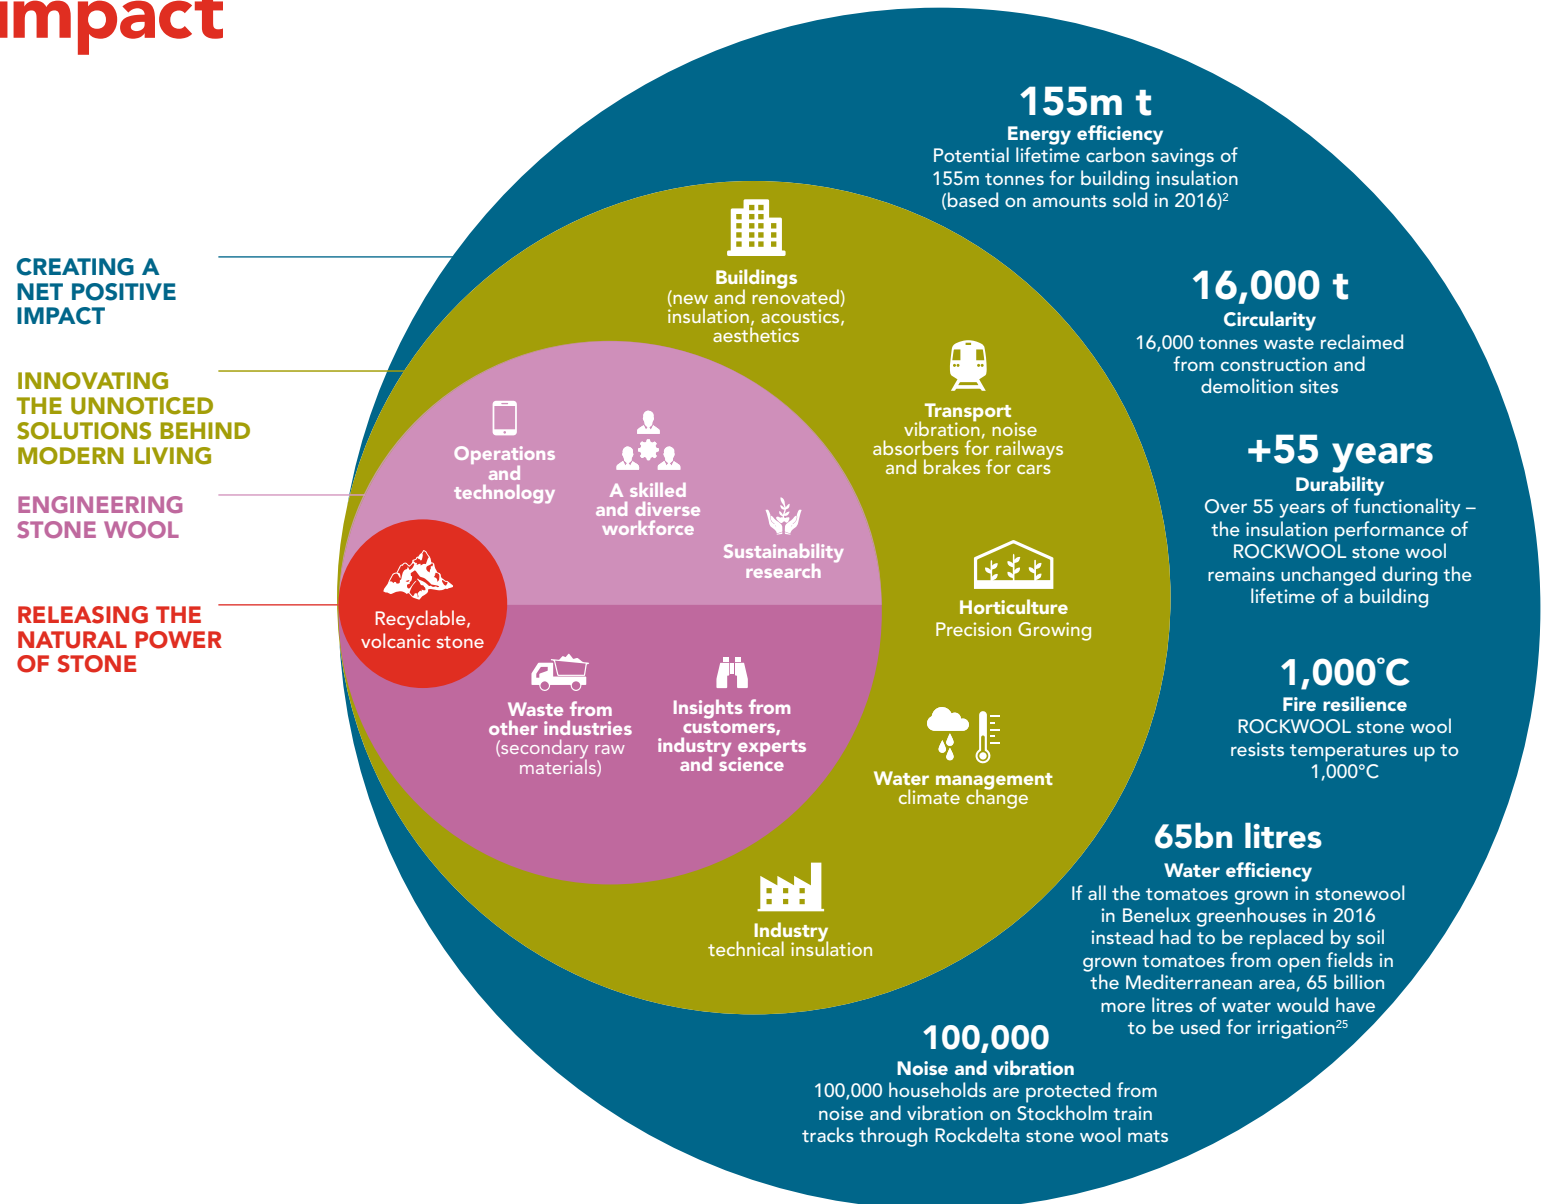 impact
CREATING A
NET POSITIVE
IMPACT
INNOVATING
THE UNNOTICED
SOLUTIONS BEHIND
MODERN LIVING
ENGINEERING
STONE WOOL
RELEASING THE
NATURAL POWER
OF STONE
Recyclable,
volcanic stone
Operations
and
technology
A skilled
and diverse
workforce
Sustainability
research
Waste from
other industries
(secondary raw
materials)
Insights from
customers,
industry experts
and science
Buildings
(new and renovated)
insulation, acoustics,
aesthetics
Transport
vibration, noise
absorbers for railways
and brakes for cars
Horticulture
Precision Growing
Water management
climate change
Industry
technical insulation
155m t
Energy efficiency
Potential lifetime carbon savings of
155m tonnes for building insulation
(based on amounts sold in 2016)²
16,000 t
Circularity
16,000 tonnes waste reclaimed
from construction and
demolition sites
+55 years
Durability
Over 55 years of functionality –
the insulation performance of
ROCKWOOL stone wool
remains unchanged during the
lifetime of a building
1,000°C
Fire resilience
ROCKWOOL stone wool
resists temperatures up to
1,000°C
65bn litres
Water efficiency
If all the tomatoes grown in stonewool
in Benelux greenhouses in 2016
instead had to be replaced by soil
grown tomatoes from open fields in
the Mediterranean area, 65 billion
more litres of water would have
to be used for irrigation²⁵
100,000
Noise and vibration
100,000 households are protected from
noise and vibration on Stockholm train
tracks through Rockdelta stone wool mats